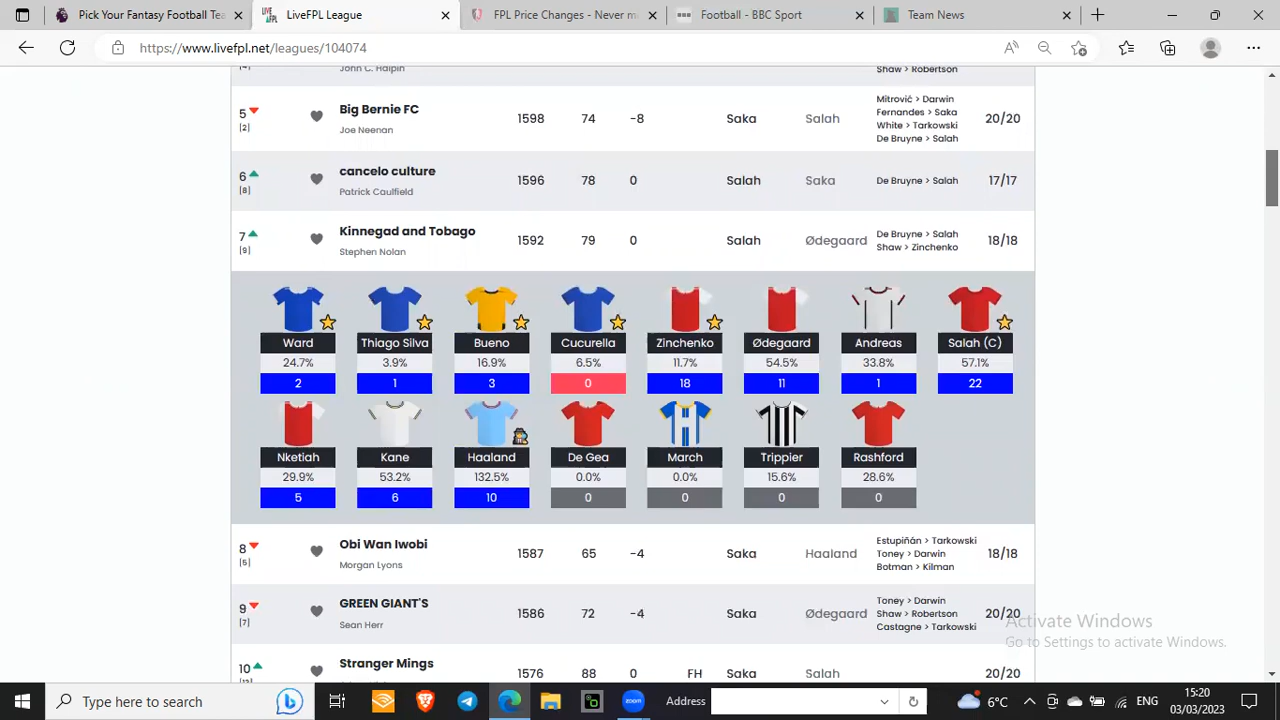 Pick Your Fantasy Football Tea
LiveFPL League
FPL Price Changes - Never m
Football - BBC Sport
Team News
https://www.livefpl.net/leagues/104074
[4] John C. Halpin Shaw > Robertson
5 [2] Big Bernie FC Joe Neenan 1598 74 -8 Saka Salah 20/20
Mitrović > Darwin
Fernandes > Saka
White > Tarkowski
De Bruyne > Salah
6 [8] cancelo culture Patrick Caulfield 1596 78 0 Salah Saka De Bruyne > Salah 17/17
7 [9] Kinnegad and Tobago Stephen Nolan 1592 79 0 Salah Ødegaard 18/18
De Bruyne > Salah
Shaw > Zinchenko
Ward Thiago Silva Bueno Cucurella Zinchenko Ødegaard Andreas Salah (C)
24.7% 3.9% 16.9% 6.5% 11.7% 54.5% 33.8% 57.1%
2 1 3 0 18 11 1 22
Nketiah Kane Haaland De Gea March Trippier Rashford
29.9% 53.2% 132.5% 0.0% 0.0% 15.6% 28.6%
5 6 10 0 0 0 0
8 [5] Obi Wan Iwobi Morgan Lyons 1587 65 -4 Saka Haaland 18/18
Estupiñán > Tarkowski
Toney > Darwin
Botman > Kilman
9 [7] GREEN GIANT'S Sean Herr 1586 72 -4 Saka Ødegaard 20/20
Toney > Darwin
Shaw > Robertson
Castagne > Tarkowski
10 Stranger Mings 1576 88 0 FH Saka Salah 20/20
Activate Windows
Go to Settings to activate Windows.
Type here to search
Address
zoom
6°C
ENG
15:20
03/03/2023